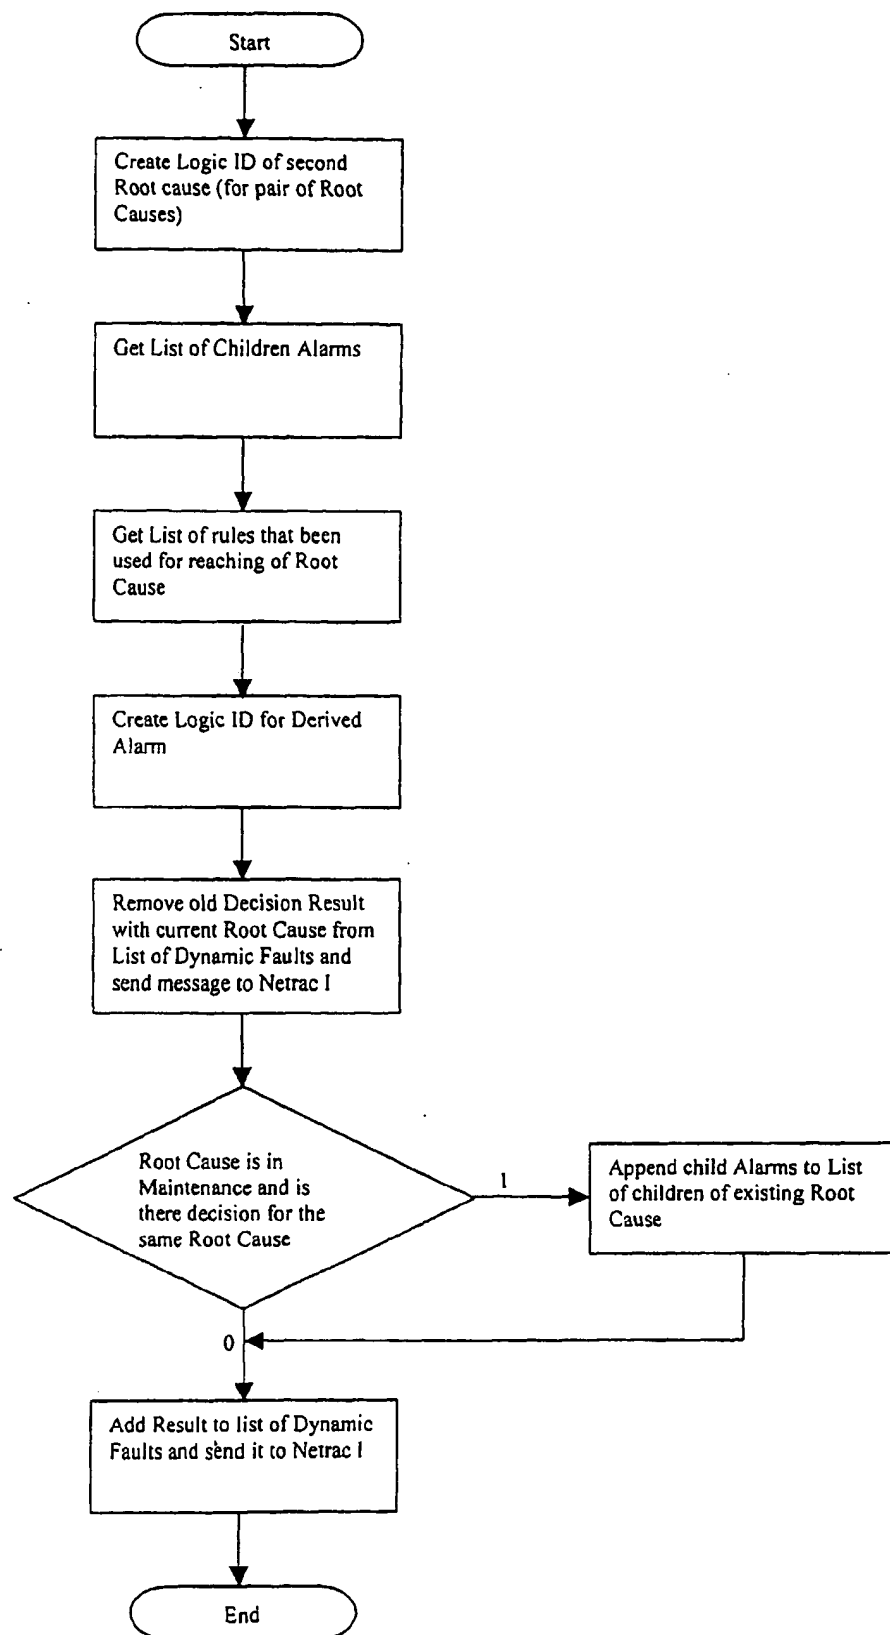 Start
Create Logic ID of second
Root cause (for pair of Root
Causes)
Get List of Children Alarms
Get List of rules that been
used for reaching of Root
Cause
Create Logic ID for Derived
Alarm
Remove old Decision Result
with current Root Cause from
List of Dynamic Faults and
send message to Netrac I
Root Cause is in
Maintenance and is
there decision for the
same Root Cause
1
Append child Alarms to List
of children of existing Root
Cause
0
Add Result to list of Dynamic
Faults and send it to Netrac I
End